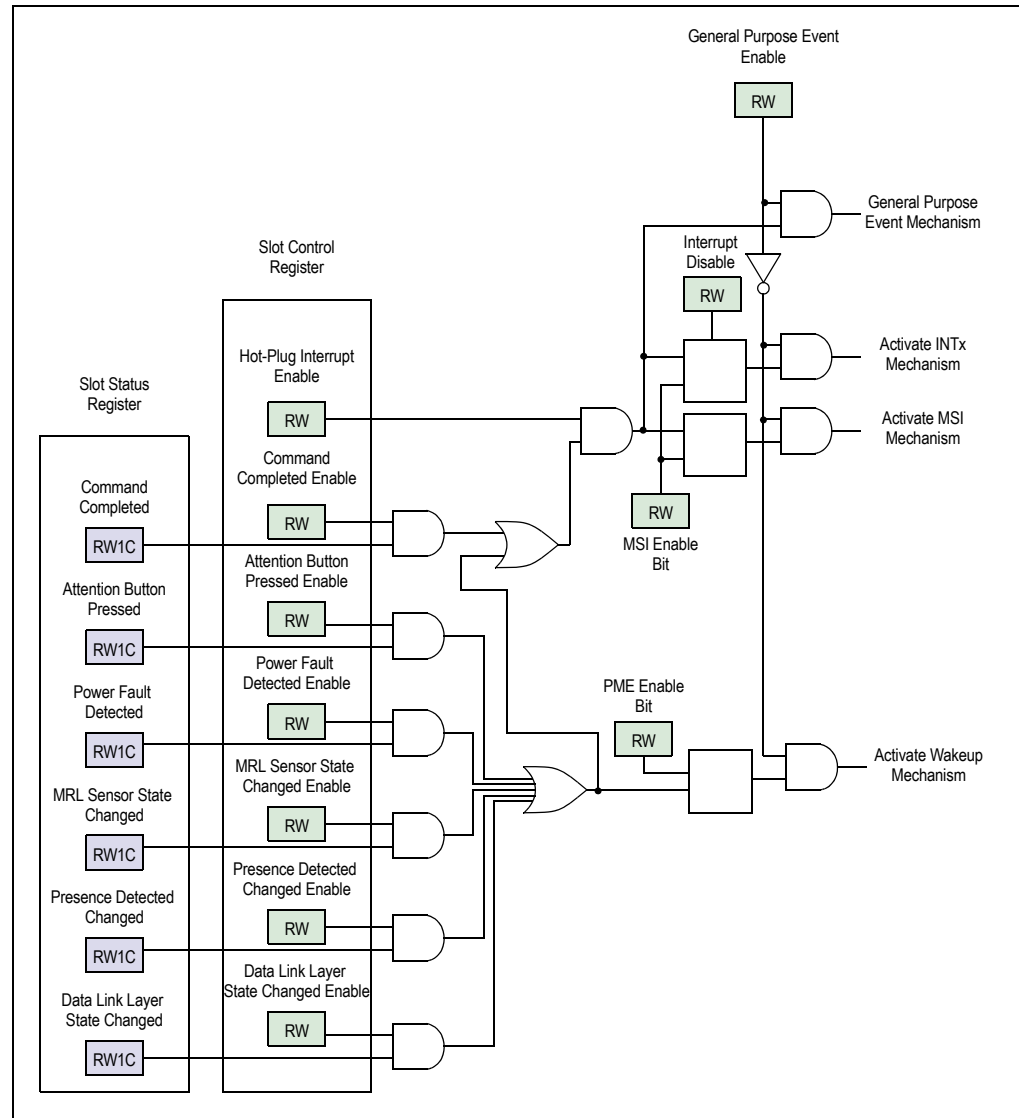 General Purpose Event
Enable
RW
General Purpose
Event Mechanism
Slot Control
Register
Interrupt
Disable
RW
Hot-Plug Interrupt
Enable
RW
Activate INTx
Mechanism
Slot Status
Register
Activate MSI
Mechanism
Command
Completed Enable
RW
Command
Completed
RW1C
RW
MSI Enable
Bit
Attention Button
Pressed Enable
RW
Attention Button
Pressed
RW1C
Power Fault
Detected Enable
RW
Power Fault
Detected
RW1C
PME Enable
Bit
RW
Activate Wakeup
Mechanism
MRL Sensor State
Changed Enable
RW
MRL Sensor State
Changed
RW1C
Presence Detected
Changed Enable
RW
Presence Detected
Changed
RW1C
Data Link Layer
State Changed Enable
RW
Data Link Layer
State Changed
RW1C